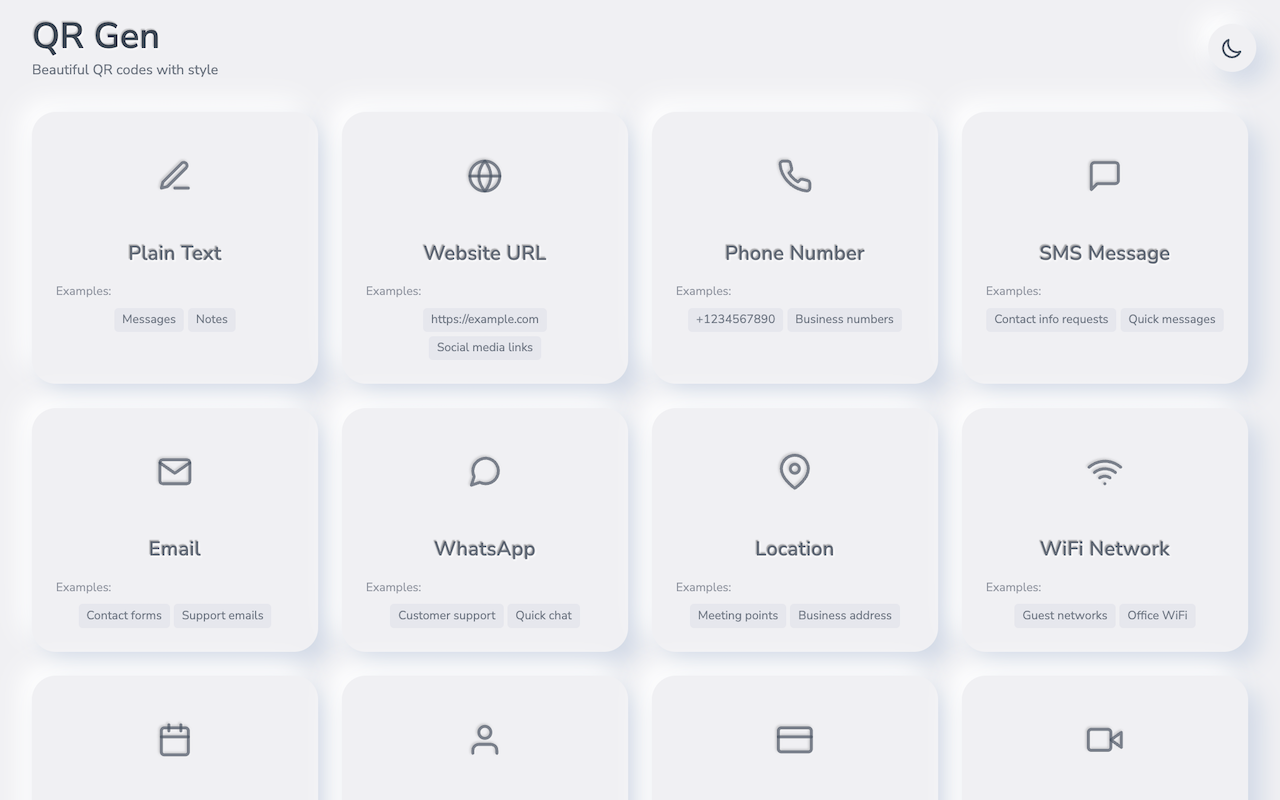 QR Gen
Beautiful QR codes with style
Plain Text
Examples:
Messages Notes
Website URL
Examples:
https://example.com
Social media links
Phone Number
Examples:
+1234567890 Business numbers
SMS Message
Examples:
Contact info requests Quick messages
Email
Examples:
Contact forms Support emails
WhatsApp
Examples:
Customer support Quick chat
Location
Examples:
Meeting points Business address
WiFi Network
Examples:
Guest networks Office WiFi